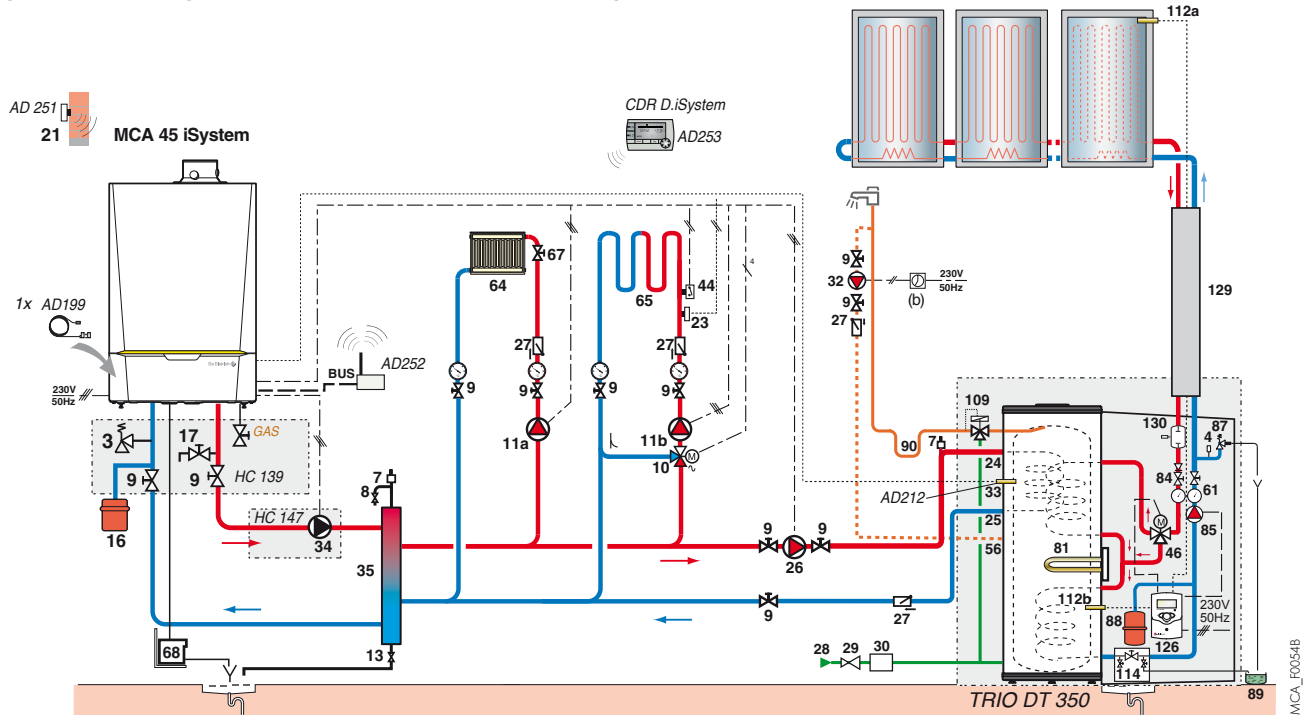 112a
AD 251
21
MCA 45 iSystem
CDR D.iSystem
AD253
1x AD199
230V
50Hz
BUS
AD252
67
64
65
44
23
9
32
9
27
230V
50Hz
(b)
129
27
27
9
9
9
9
11a
11b
10
M
~
4
3
17
GAS
9
9
HC 139
16
HC 147
34
7
8
35
13
68
9
9
26
9
27
109
90
7
24
AD212
33
25
56
81
112b
28
29
30
130
4
87
84
61
M
46
85
88
126
230V
50Hz
114
89
TRIO DT 350
MCA_F0054B